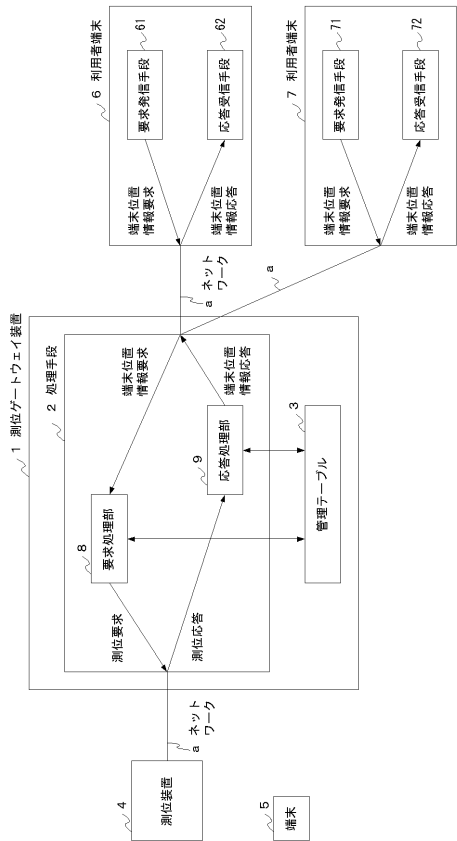 1 測位ゲートウェイ装置
2 処理手段
8
要求処理部
9
応答処理部
3
管理テーブル
測位要求
測位応答
端末位置
情報要求
端末位置
情報応答
4
測位装置
5
端末
a
ネット
ワーク
a
ネット
ワーク
a
6 利用者端末
61
要求発信手段
62
応答受信手段
端末位置
情報要求
端末位置
情報応答
7 利用者端末
71
要求発信手段
72
応答受信手段
端末位置
情報要求
端末位置
情報応答